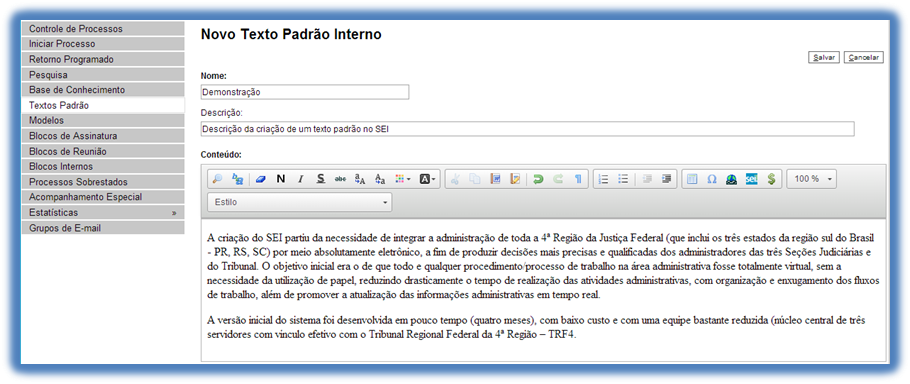 Controle de Processos
Iniciar Processo
Retorno Programado
Pesquisa
Base de Conhecimento
Textos Padrão
Modelos
Blocos de Assinatura
Blocos de Reunião
Blocos Internos
Processos Sobrestados
Acompanhamento Especial
Estatísticas »
Grupos de E-mail
Novo Texto Padrão Interno
Salvar Cancelar
Nome:
Demonstração
Descrição:
Descrição da criação de um texto padrão no SEI
Conteúdo:
N I S abc
sei $ 100 %
Estilo
A criação do SEI partiu da necessidade de integrar a administração de toda a 4ª Região da Justiça Federal (que inclui os três estados da região sul do Brasil
- PR, RS, SC) por meio absolutamente eletrônico, a fim de produzir decisões mais precisas e qualificadas dos administradores das três Seções Judiciárias e
do Tribunal. O objetivo inicial era o de que todo e qualquer procedimento/processo de trabalho na área administrativa fosse totalmente virtual, sem a
necessidade da utilização de papel, reduzindo drasticamente o tempo de realização das atividades administrativas, com organização e enxugamento dos fluxos
de trabalho, além de promover a atualização das informações administrativas em tempo real.
A versão inicial do sistema foi desenvolvida em pouco tempo (quatro meses), com baixo custo e com uma equipe bastante reduzida (núcleo central de três
servidores com vínculo efetivo com o Tribunal Regional Federal da 4ª Região – TRF4.